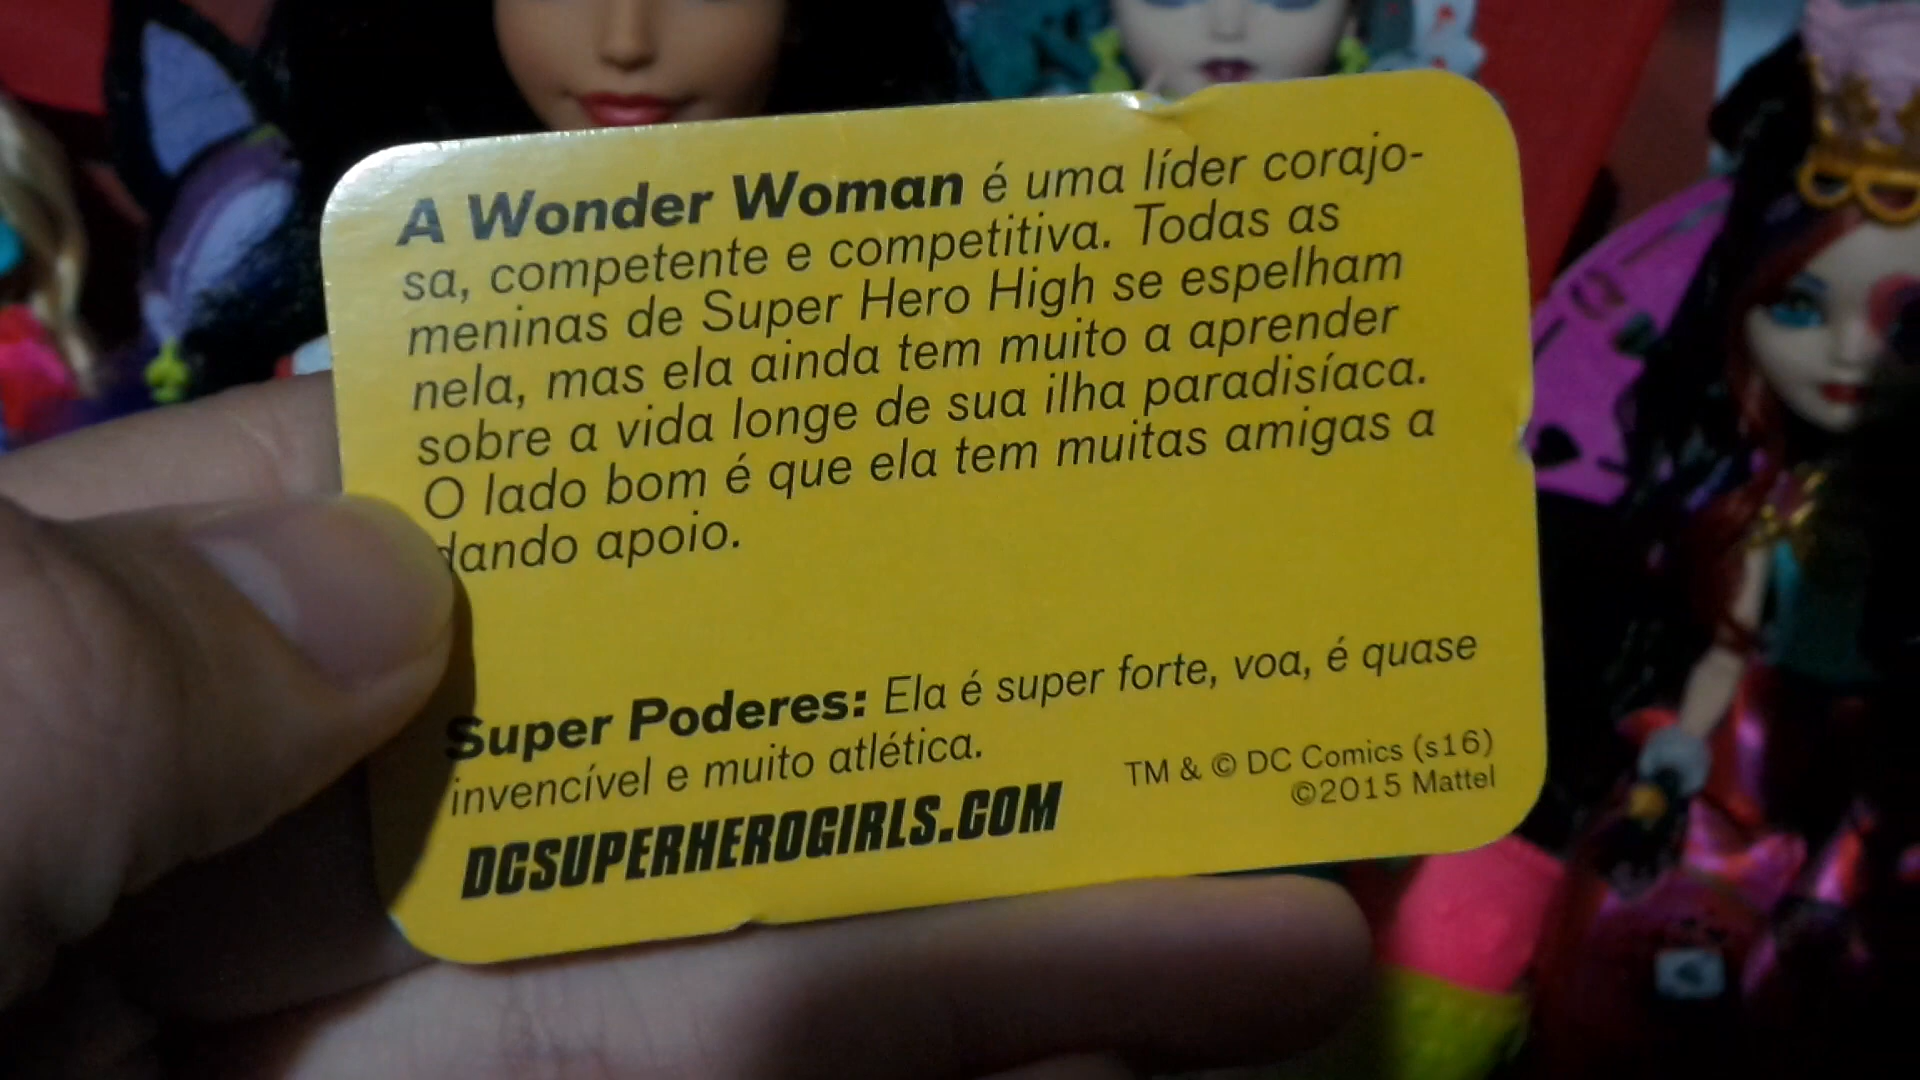 A Wonder Woman é uma líder corajo-
sa, competente e competitiva. Todas as
meninas de Super Hero High se espelham
nela, mas ela ainda tem muito a aprender
sobre a vida longe de sua ilha paradisíaca.
O lado bom é que ela tem muitas amigas a
dando apoio.
Super Poderes: Ela é super forte, voa, é quase
invencível e muito atlética.
TM & © DC Comics (s16)
©2015 Mattel
DCSUPERHEROGIRLS.COM